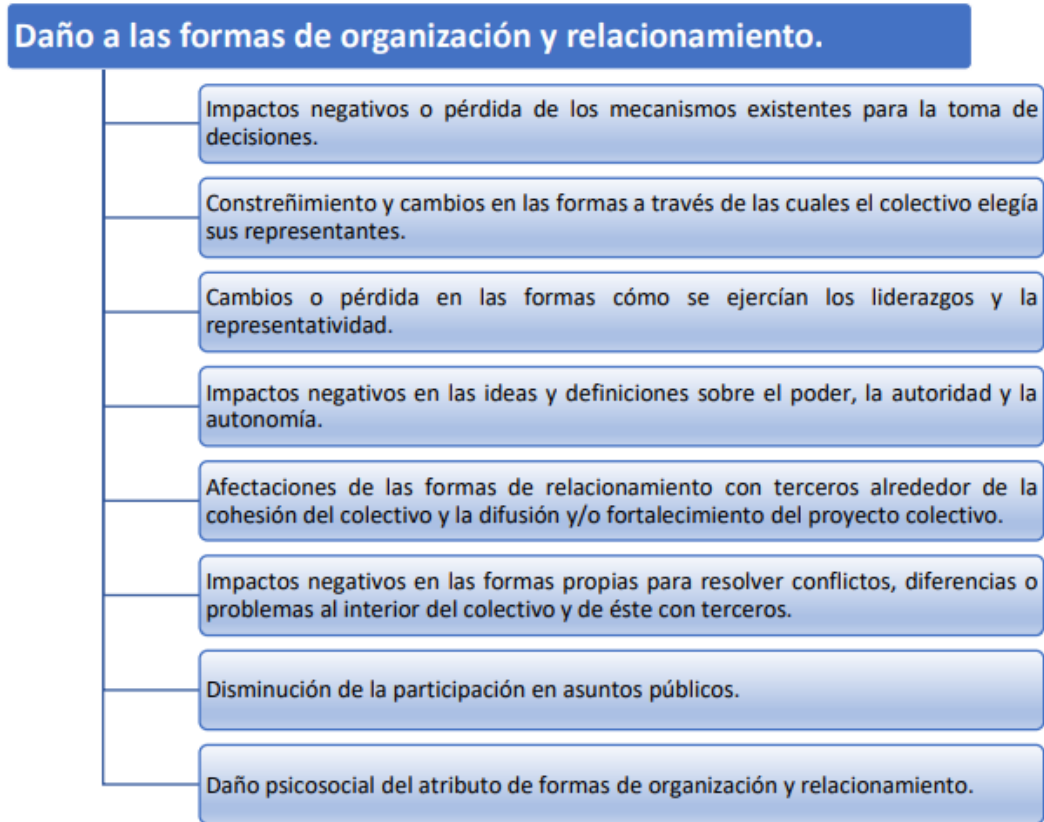 Daño a las formas de organización y relacionamiento.
Impactos negativos o pérdida de los mecanismos existentes para la toma de
decisiones.
Constreñimiento y cambios en las formas a través de las cuales el colectivo elegía
sus representantes.
Cambios o pérdida en las formas cómo se ejercían los liderazgos y la
representatividad.
Impactos negativos en las ideas y definiciones sobre el poder, la autoridad y la
autonomía.
Afectaciones de las formas de relacionamiento con terceros alrededor de la
cohesión del colectivo y la difusión y/o fortalecimiento del proyecto colectivo.
Impactos negativos en las formas propias para resolver conflictos, diferencias o
problemas al interior del colectivo y de éste con terceros.
Disminución de la participación en asuntos públicos.
Daño psicosocial del atributo de formas de organización y relacionamiento.